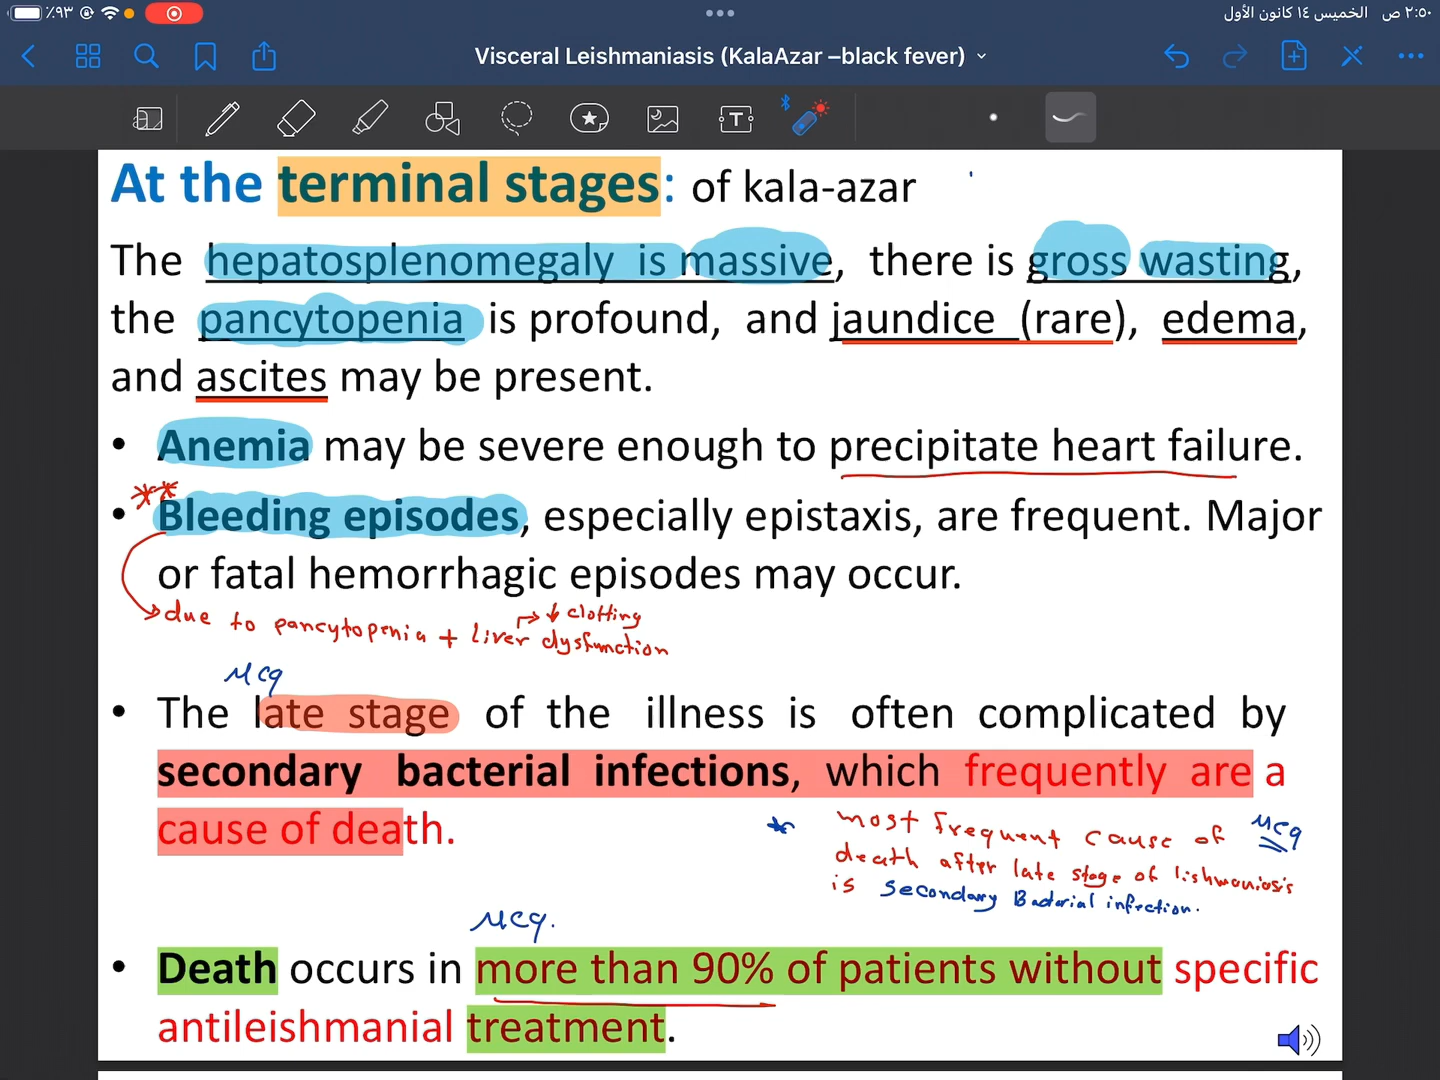 ٪٩٣ ٢:٥٠ ص الخميس ١٤ كانون الأول
Visceral Leishmaniasis (KalaAzar –black fever)
T
At the terminal stages: of kala-azar
The hepatosplenomegaly is massive, there is gross wasting,
the pancytopenia is profound, and jaundice (rare), edema,
and ascites may be present.
• Anemia may be severe enough to precipitate heart failure.
**
• Bleeding episodes, especially epistaxis, are frequent. Major
or fatal hemorrhagic episodes may occur.
↓ clotting
due to pancytopenia + liver dysfunction
Mcq
• The late stage of the illness is often complicated by
secondary bacterial infections, which frequently are a
cause of death.
* most frequent cause of Mcq
death after late stage of lishmaniosis
is secondary Bacterial infection.
Mcq.
• Death occurs in more than 90% of patients without specific
antileishmanial treatment.